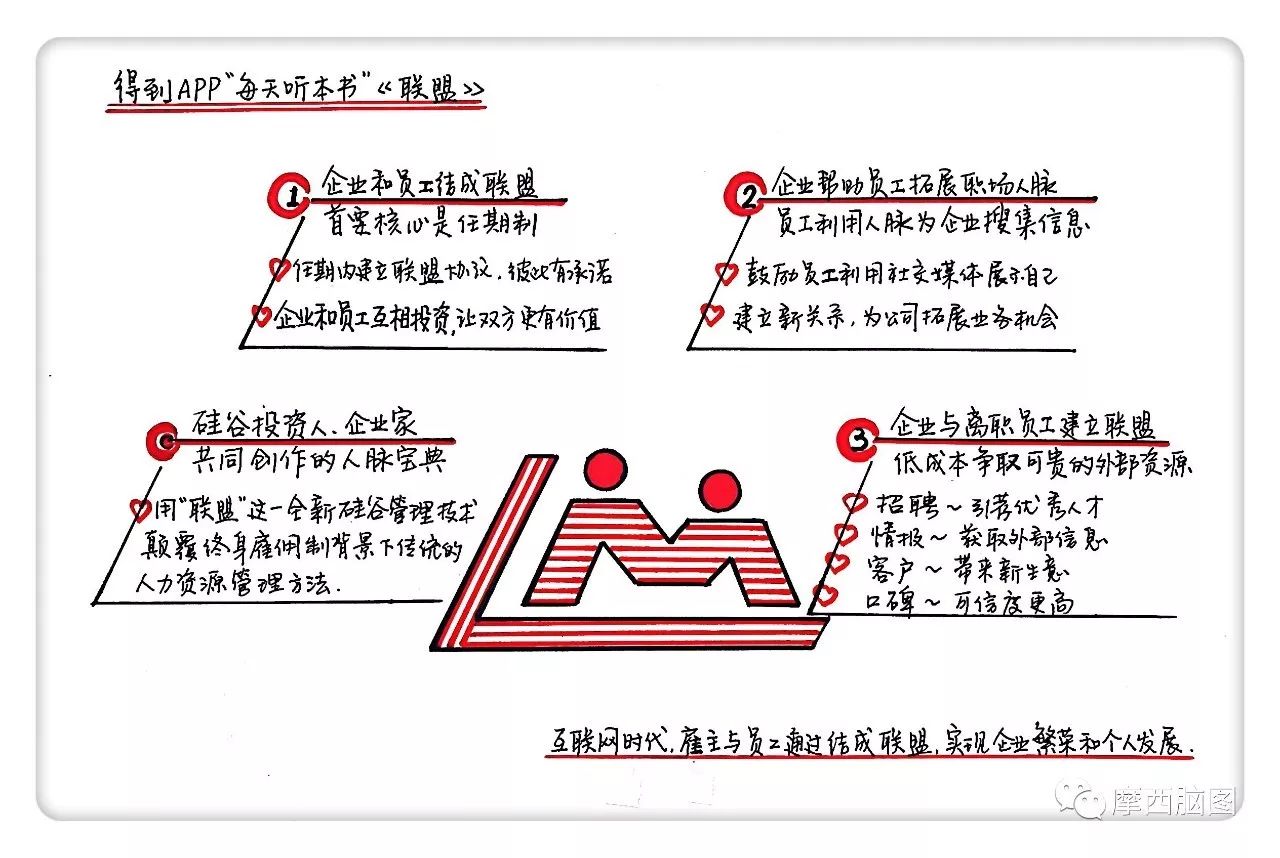 得到APP“每天听本书”《联盟》
1 企业和员工结成联盟
首要核心是任期制
任期内建立联盟协议，彼此有承诺
企业和员工互相投资，让双方更有价值
2 企业帮助员工拓展职场人脉
员工利用人脉为企业搜集信息
鼓励员工利用社交媒体展示自己
建立新关系，为公司拓展业务机会
硅谷投资人、企业家
共同创作的人脉宝典
用“联盟”这一全新硅谷管理技术
颠覆终身雇佣制背景下传统的
人力资源管理方法.
3 企业与离职员工建立联盟
低成本争取可贵的外部资源
招聘～引荐优秀人才
情报～获取外部信息
客户～带来新生意
口碑～可信度更高
互联网时代，雇主与员工通过结成联盟，实现企业繁荣和个人发展.
摩西脑图